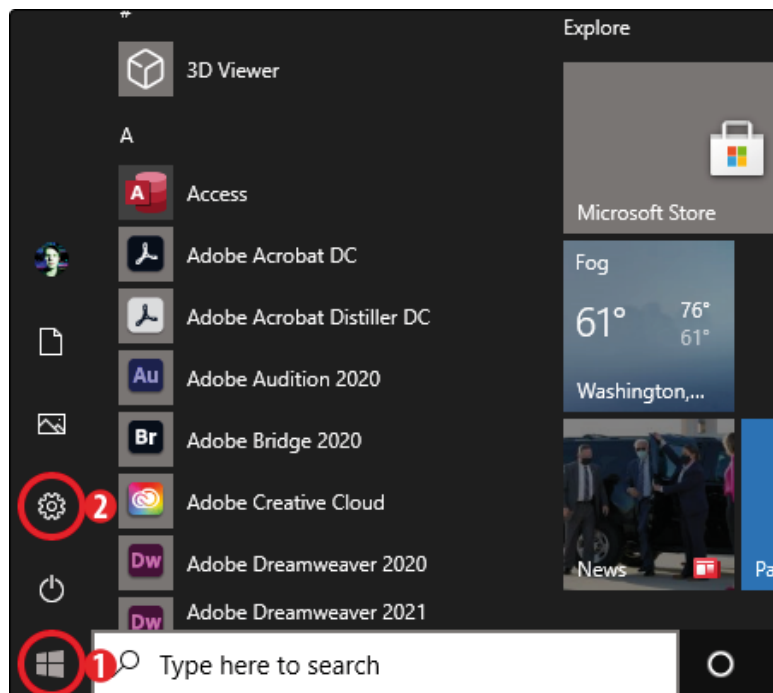 #
3D Viewer
A
A Access
Adobe Acrobat DC
Adobe Acrobat Distiller DC
Au Adobe Audition 2020
Br Adobe Bridge 2020
2 Adobe Creative Cloud
Dw Adobe Dreamweaver 2020
Dw Adobe Dreamweaver 2021
1 Type here to search
Explore
Microsoft Store
Fog
61° 76°
61°
Washington,...
News
Pa